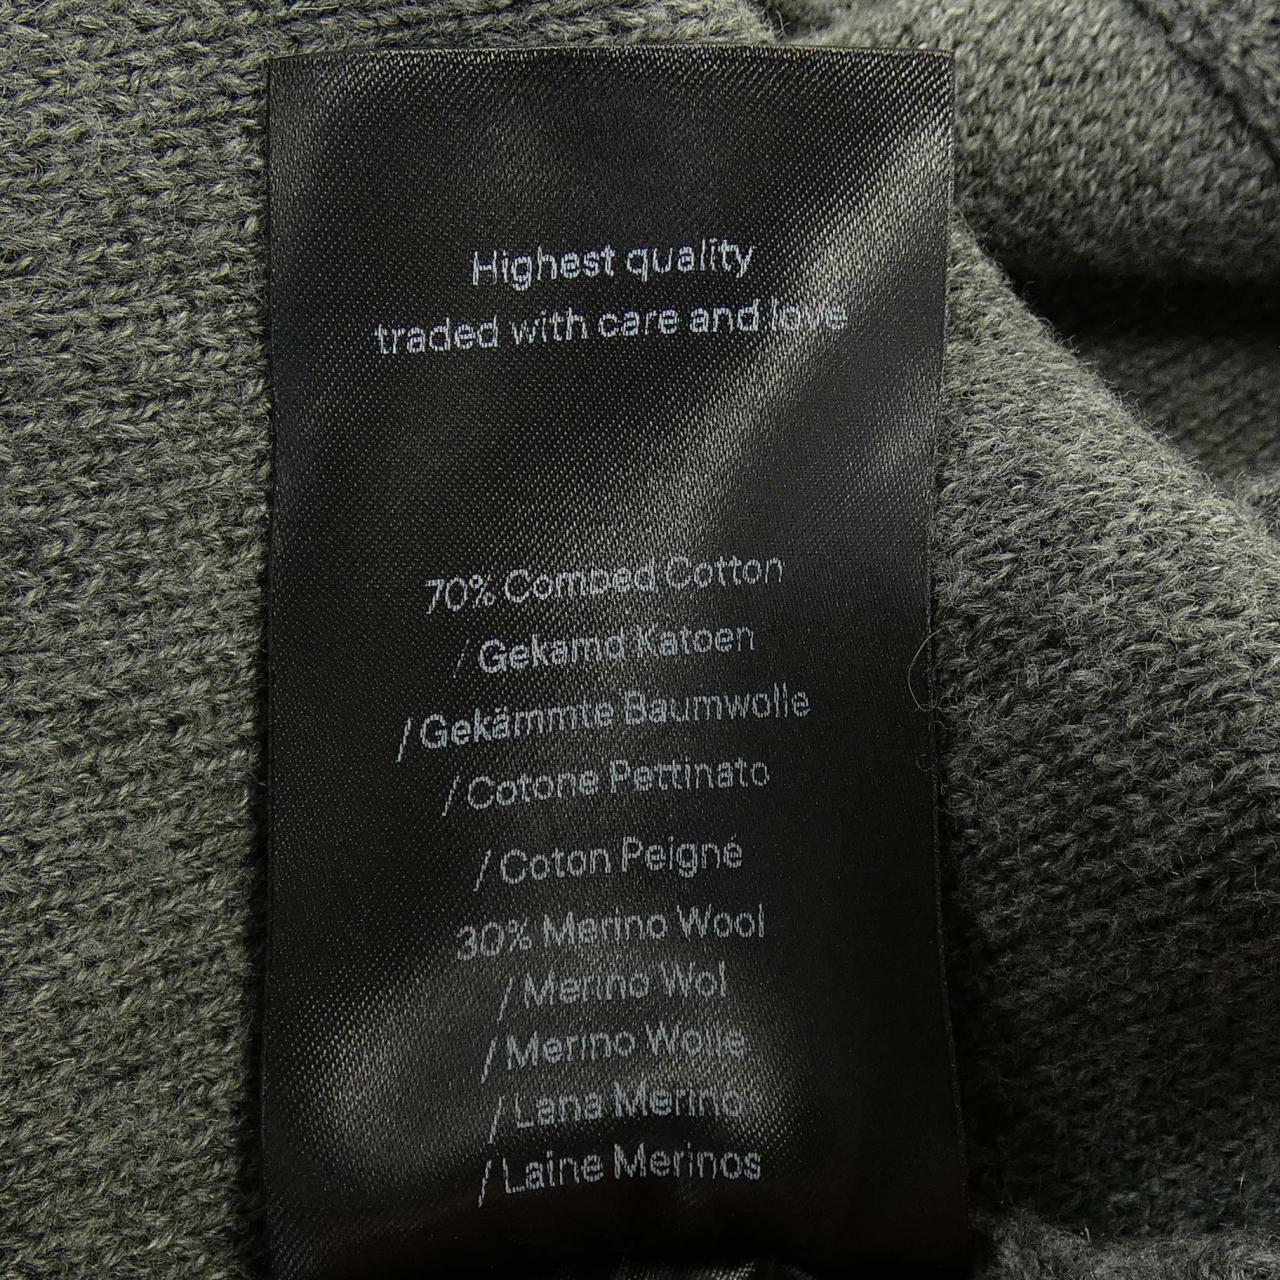 Highest quality
traded with care and love
70% Combed Cotton
/ Gekamd Katoen
/ Gekämmte Baumwolle
/ Cotone Pettinato
/ Coton Peigné
30% Merino Wool
/ Merino Wol
/ Merino Wolle
/ Lana Merino
/ Laine Merinos